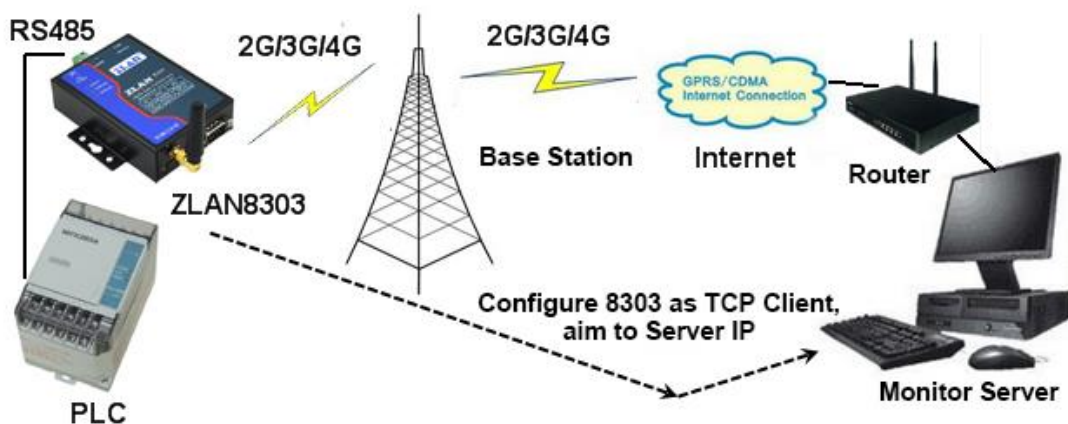 RS485
2G/3G/4G
2G/3G/4G
ZLAN
GPRS/CDMA
Internet Connection
Base Station
Internet
Router
ZLAN8303
Configure 8303 as TCP Client,
aim to Server IP
Monitor Server
PLC